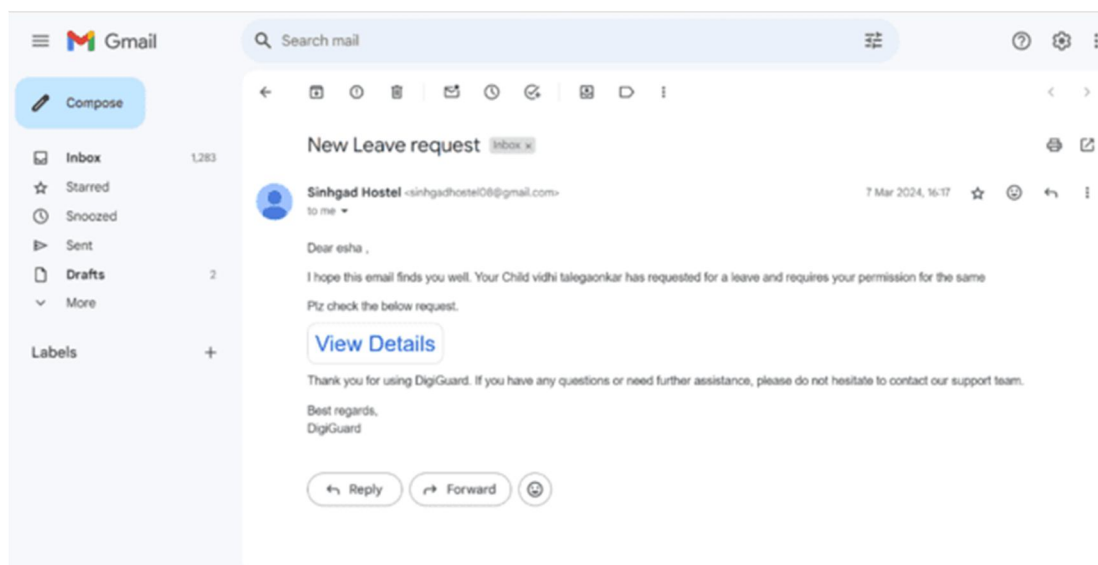 Gmail
Search mail
Compose
Inbox 1,283
Starred
Snoozed
Sent
Drafts 2
More
Labels +
New Leave request Inbox x
Sinhgad Hostel <sinhgadhostel08@gmail.com> 7 Mar 2024, 16:17
to me
Dear esha ,
I hope this email finds you well. Your Child vidhi talegaonkar has requested for a leave and requires your permission for the same
Plz check the below request.
View Details
Thank you for using DigiGuard. If you have any questions or need further assistance, please do not hesitate to contact our support team.
Best regards,
DigiGuard
Reply Forward